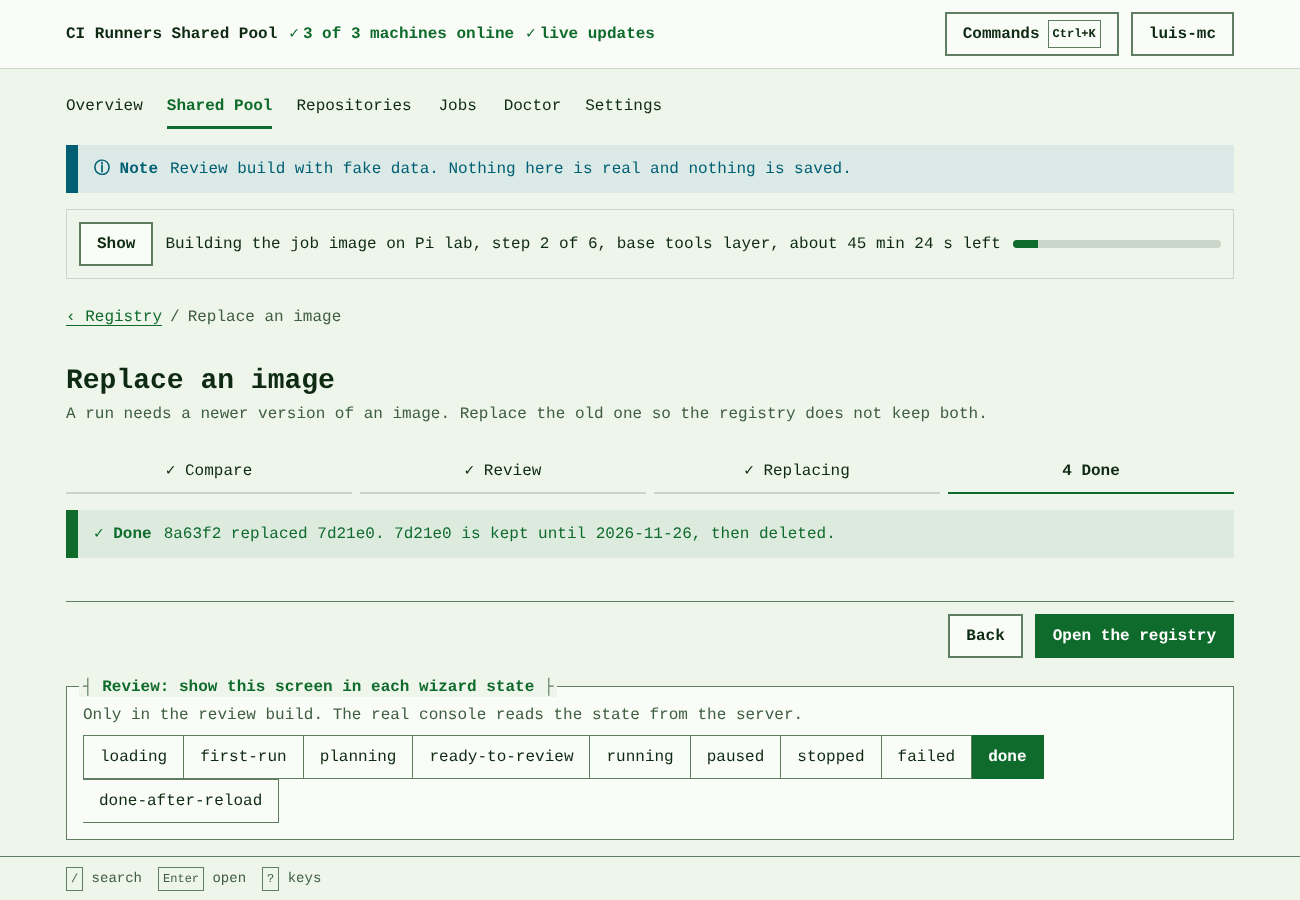 CI Runners Shared Pool ✓ 3 of 3 machines online ✓ live updates Commands Ctrl+K luis-mc
Overview Shared Pool Repositories Jobs Doctor Settings
ⓘ Note Review build with fake data. Nothing here is real and nothing is saved.
Show Building the job image on Pi lab, step 2 of 6, base tools layer, about 45 min 24 s left
‹ Registry / Replace an image
Replace an image
A run needs a newer version of an image. Replace the old one so the registry does not keep both.
✓ Compare ✓ Review ✓ Replacing 4 Done
✓ Done 8a63f2 replaced 7d21e0. 7d21e0 is kept until 2026-11-26, then deleted.
Back Open the registry
Review: show this screen in each wizard state
Only in the review build. The real console reads the state from the server.
loading first-run planning ready-to-review running paused stopped failed done
done-after-reload
/ search Enter open ? keys